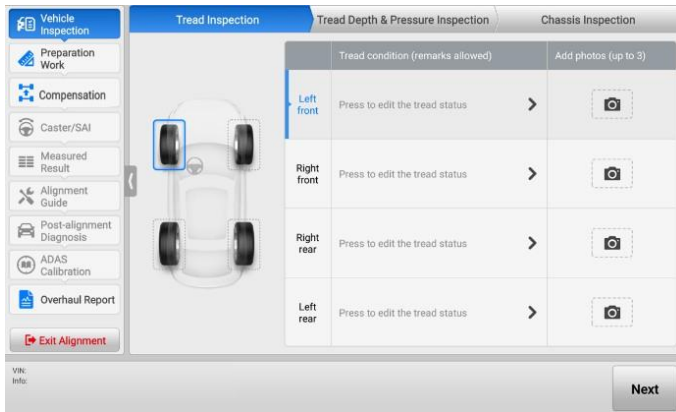 Vehicle
Inspection
Preparation
Work
Compensation
Caster/SAI
Measured
Result
Alignment
Guide
Post-alignment
Diagnosis
ADAS
Calibration
Overhaul Report
Exit Alignment
Tread Inspection
Tread Depth & Pressure Inspection
Chassis Inspection
Tread condition (remarks allowed)
Add photos (up to 3)
Left
front
Press to edit the tread status
Right
front
Press to edit the tread status
Right
rear
Press to edit the tread status
Left
rear
Press to edit the tread status
VIN:
Info:
Next